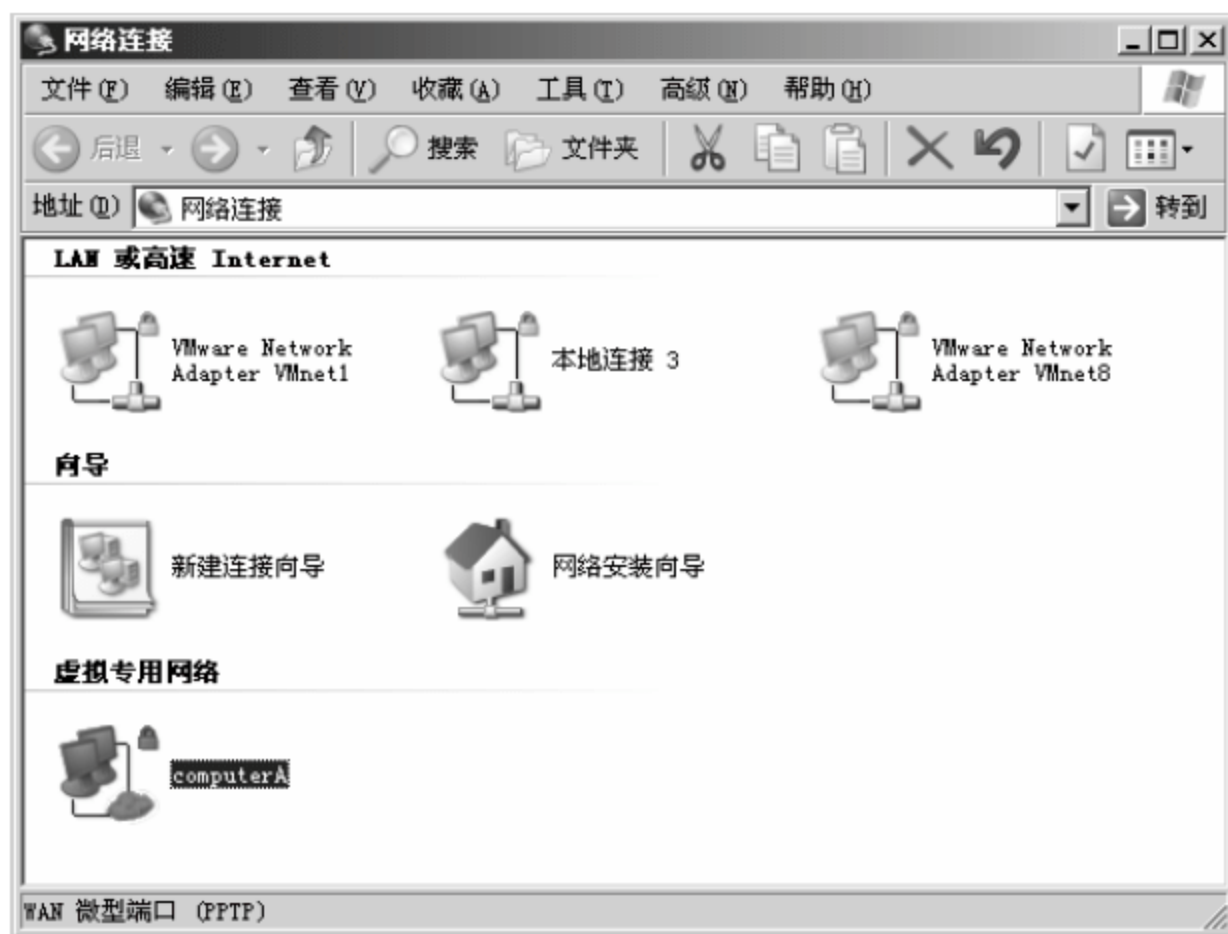 网络连接
文件(F) 编辑(E) 查看(V) 收藏(A) 工具(T) 高级(N) 帮助(H)
后退 搜索 文件夹
地址(D) 网络连接 转到
LAN 或高速 Internet
VMware Network
Adapter VMnet1
本地连接 3
VMware Network
Adapter VMnet8
向导
新建连接向导
网络安装向导
虚拟专用网络
computerA
WAN 微型端口 (PPTP)